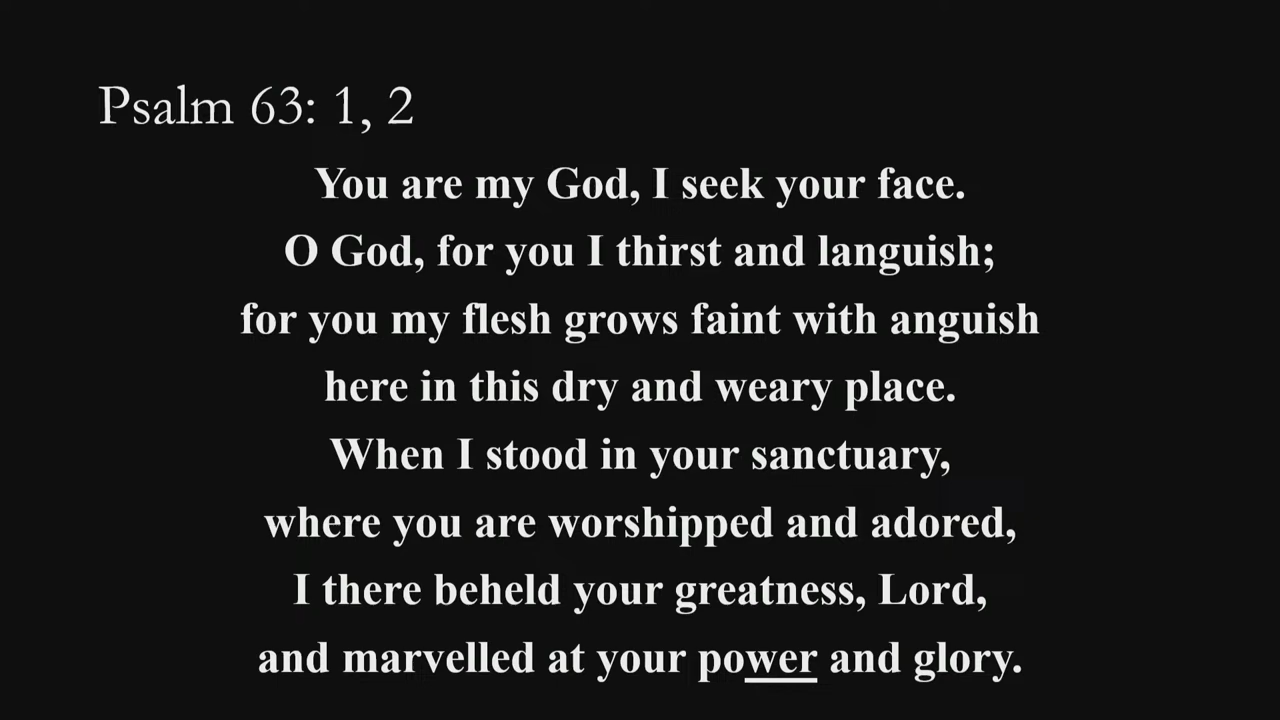 Psalm 63: 1, 2
You are my God, I seek your face.
O God, for you I thirst and languish;
for you my flesh grows faint with anguish
here in this dry and weary place.
When I stood in your sanctuary,
where you are worshipped and adored,
I there beheld your greatness, Lord,
and marvelled at your power and glory.